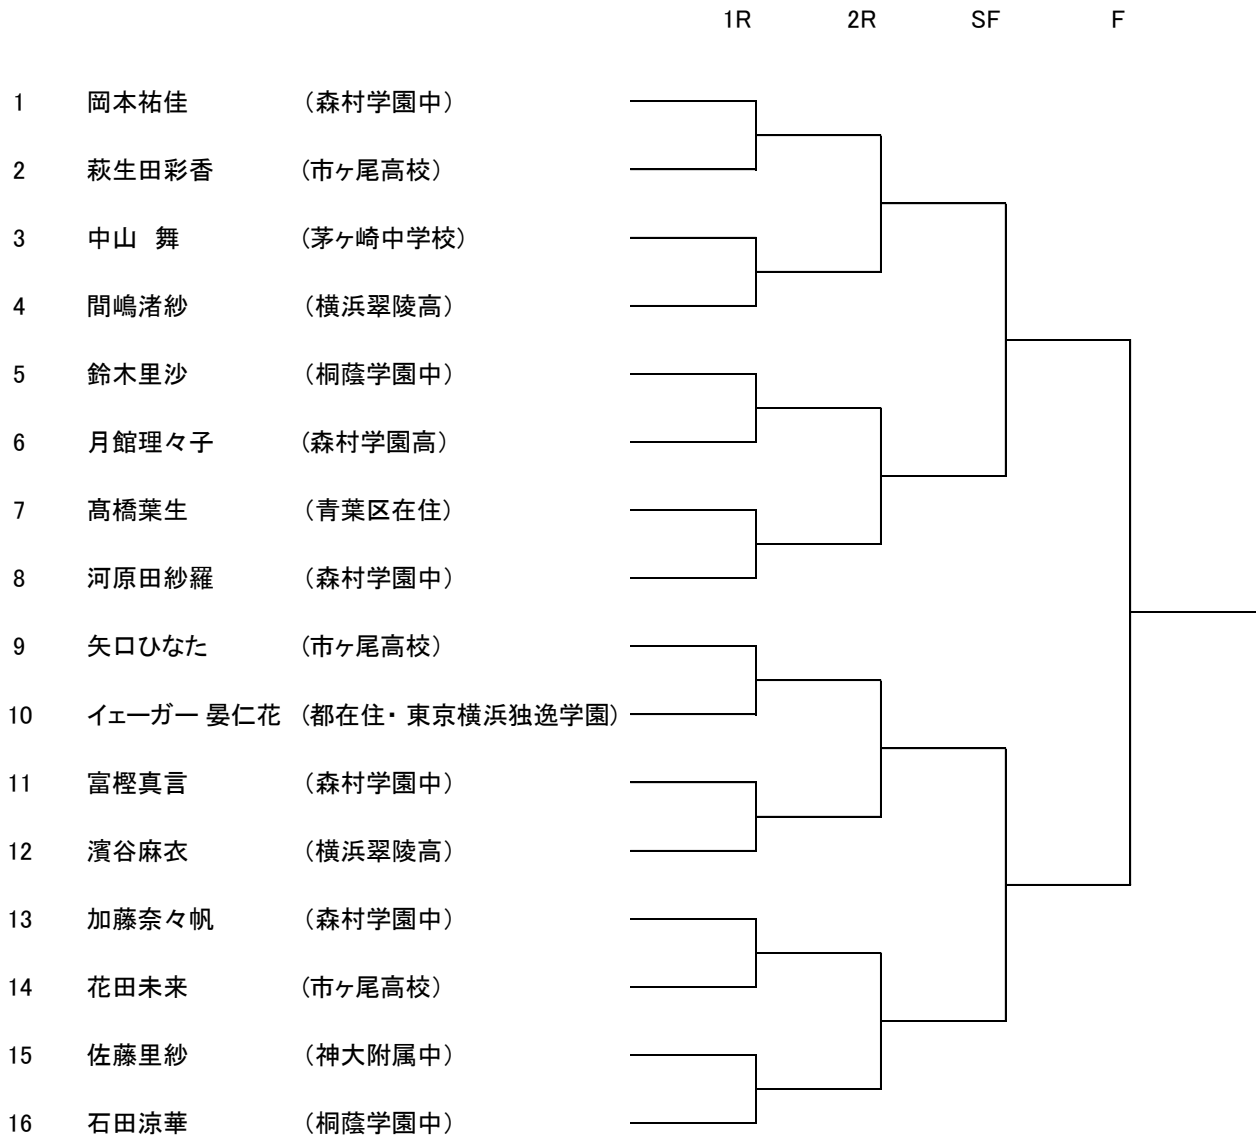 1R 2R SF F
1 岡本祐佳 （森村学園中）
2 萩生田彩香 (市ヶ尾高校）
3 中山　舞 (茅ヶ崎中学校)
4 間嶋渚紗 （横浜翠陵高）
5 鈴木里沙 （桐蔭学園中）
6 月館理々子 (森村学園高）
7 髙橋葉生 （青葉区在住）
8 河原田紗羅 （森村学園中）
9 矢口ひなた (市ヶ尾高校）
10 イェーガー 晏仁花 (都在住・東京横浜独逸学園)
11 富樫真言 （森村学園中）
12 濱谷麻衣 （横浜翠陵高）
13 加藤奈々帆 （森村学園中）
14 花田未来 (市ヶ尾高校）
15 佐藤里紗 （神大附属中）
16 石田涼華 （桐蔭学園中）